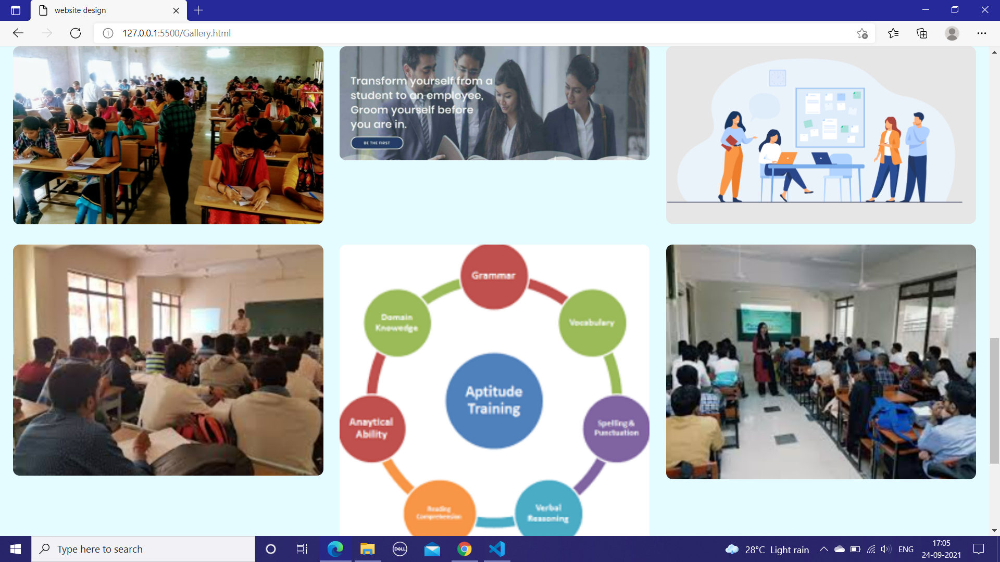 website design
127.0.0.1:5500/Gallery.html
Transform yourself from a
student to an employee,
Groom yourself before
you are in.
BE THE FIRST
Grammar
Domain
Knowedge
Vocabulary
Aptitude
Training
Anaytical
Ability
Spelling &
Punctuation
Reading
Comprehension
Verbal
Reasoning
Type here to search
DELL
28°C Light rain
ENG
17:05
24-09-2021